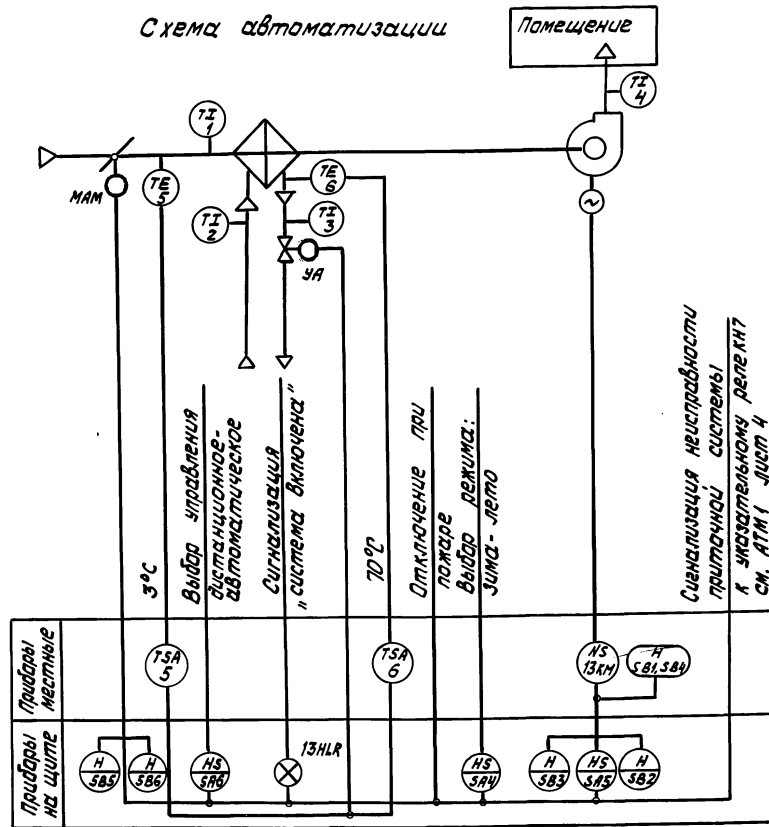 Схема автоматизации
Помещение
TI
4
TI
1
TE
5
TE
6
МАМ
TI
2
TI
3
УА
3°C
Выбор управления
дистанционное-
автоматическое
Сигнализация
„система включена"
70°C
Отключение при
пожаре
Выбор режима:
зима-лето
Сигнализация неисправности
приточной системы
к указательному реле КН7
см. АТМ1 лист 4
Приборы
местные
TSA
5
TSA
6
NS
13КМ
H
SB1, SB4
Приборы
на щите
H
SB5
H
SB6
HS
SA6
13HLR
HS
SA4
H
SB3
HS
SA5
H
SB2